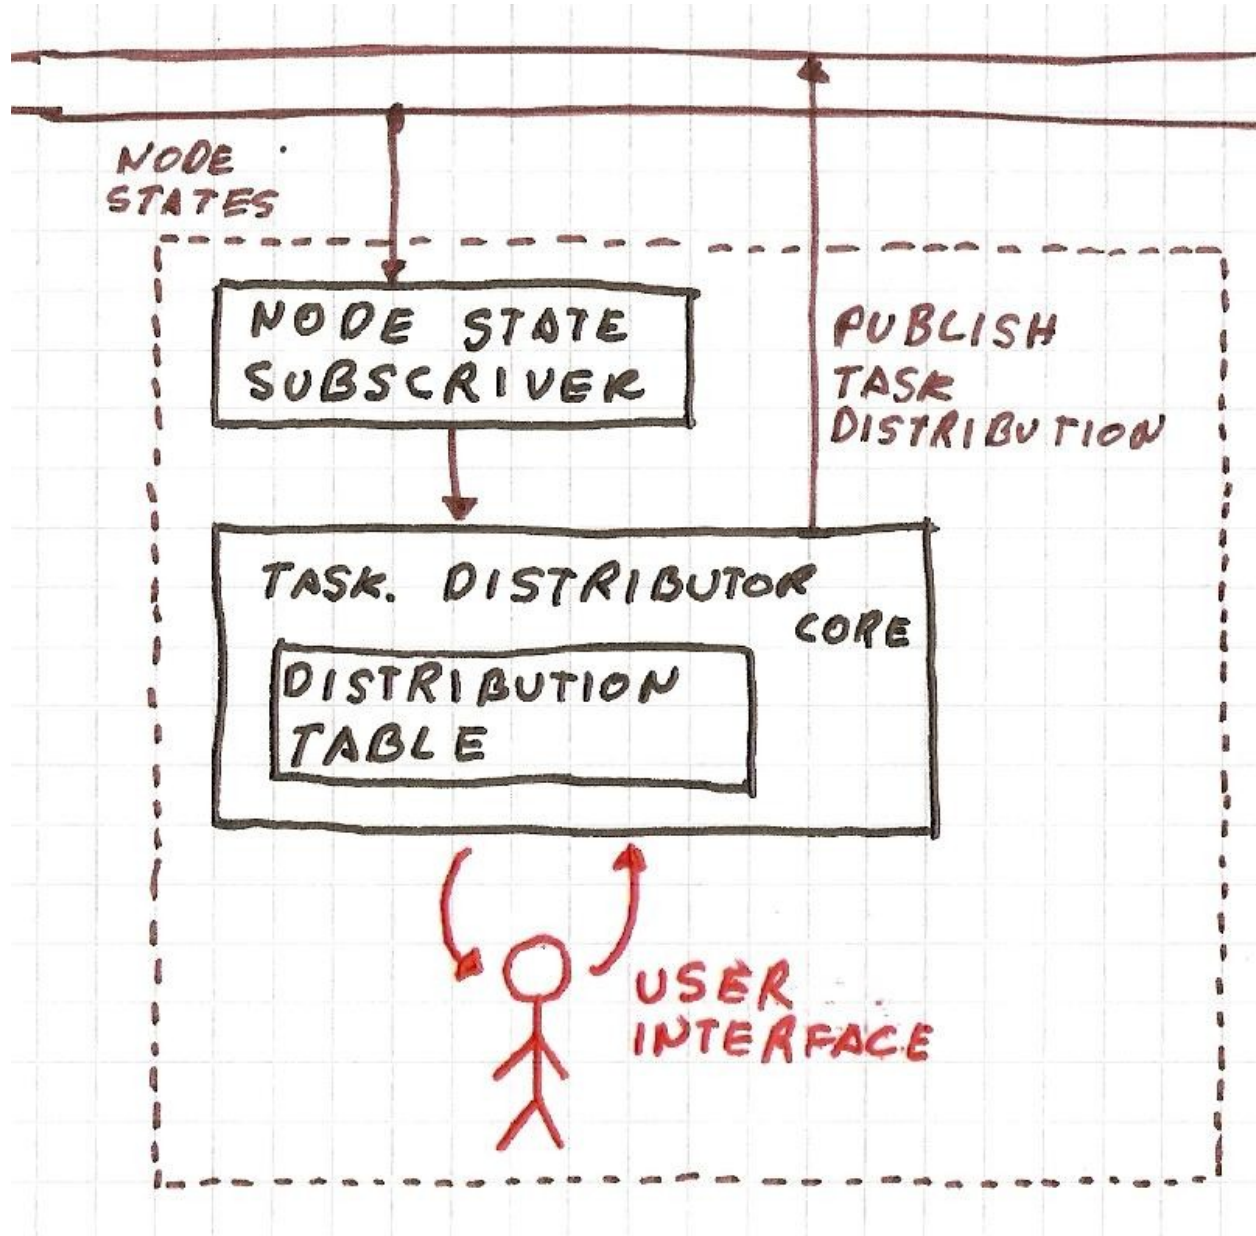 NODE
STATES
NODE STATE
SUBSCRIVER
PUBLISH
TASK
DISTRIBUTION
TASK. DISTRIBUTOR
CORE
DISTRIBUTION
TABLE
USER
INTERFACE